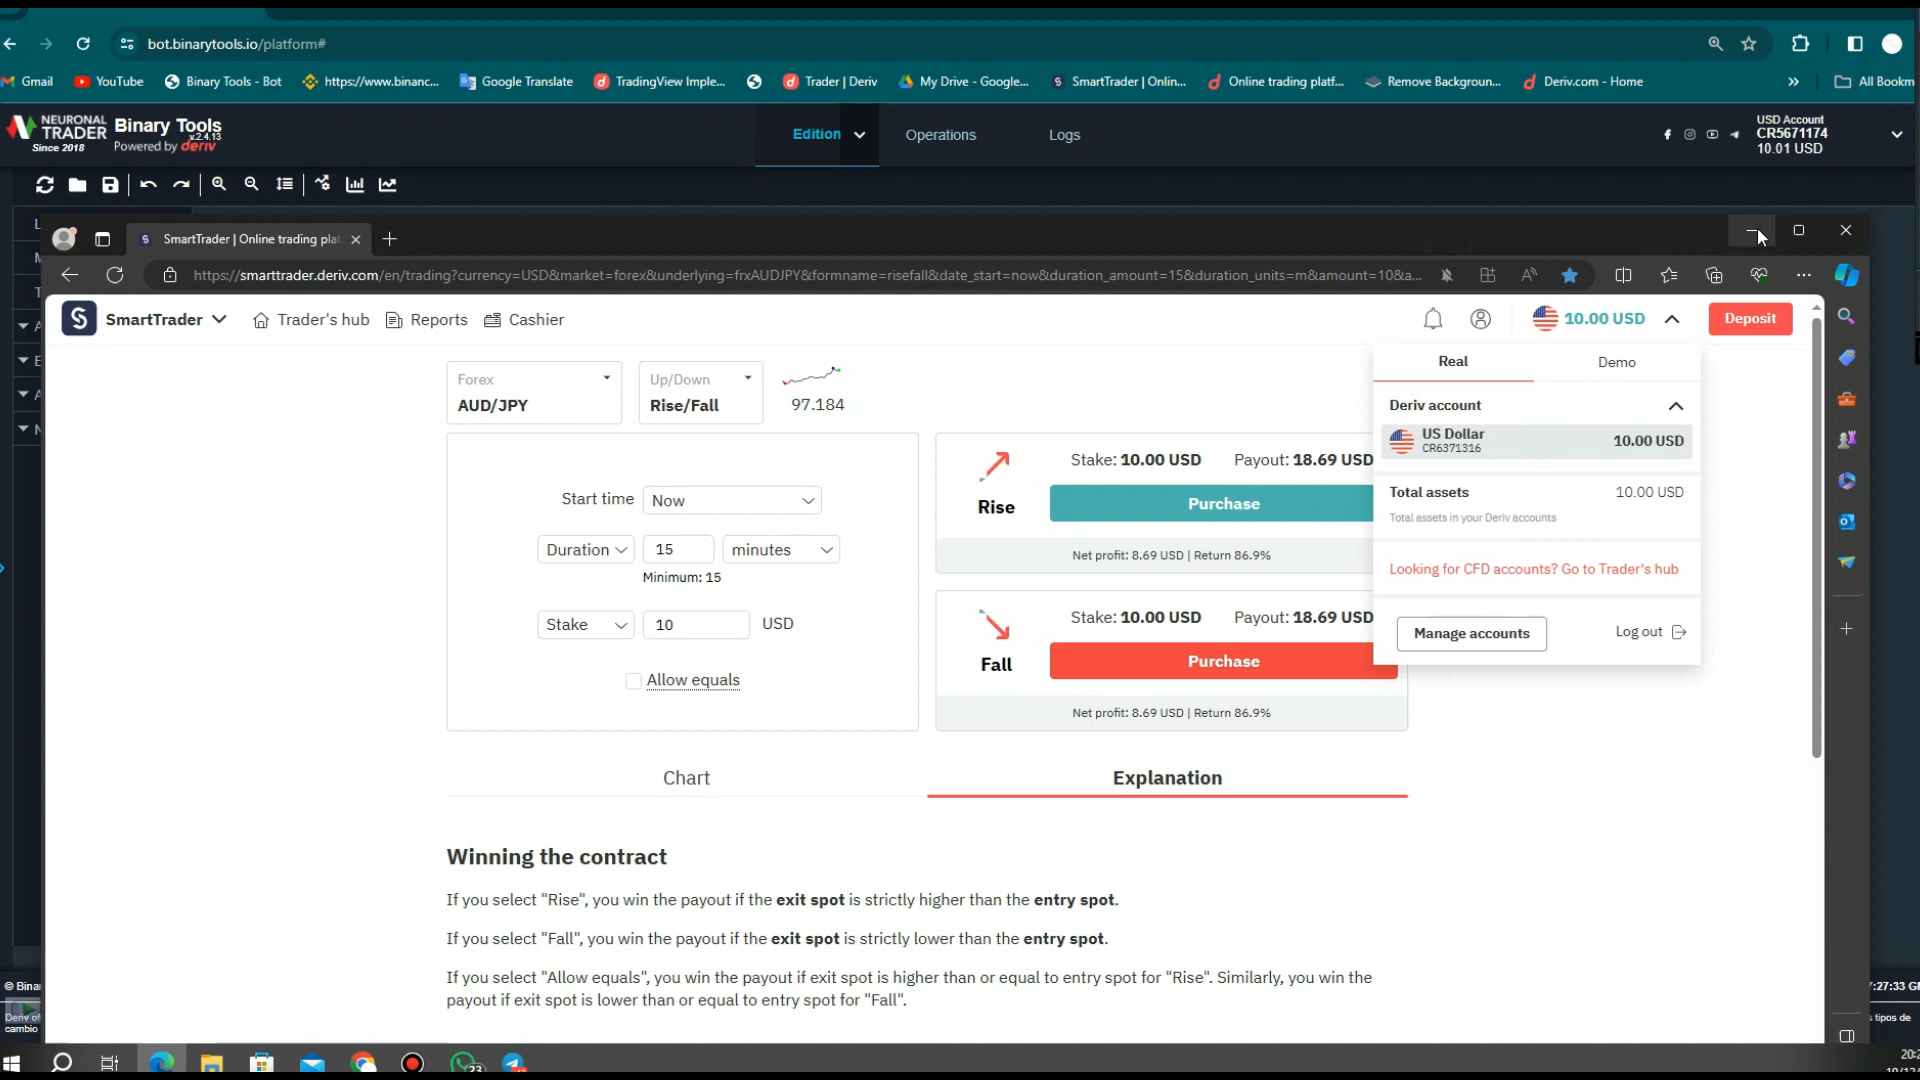 bot.binarytools.io/platform#
Gmail YouTube Binary Tools - Bot https://www.binanc... Google Translate TradingView Imple... Trader | Deriv My Drive - Google... SmartTrader | Onlin... Online trading platf... Remove Backgroun... Deriv.com - Home » All Bookm
NEURONAL TRADER Since 2018
Binary Tools v.2.4.13
Powered by deriv
Edition Operations Logs
USD Account
CR5671174
10.01 USD
SmartTrader | Online trading plat
https://smarttrader.deriv.com/en/trading?currency=USD&market=forex&underlying=frxAUDJPY&formname=risefall&date_start=now&duration_amount=15&duration_units=m&amount=10&a...
SmartTrader Trader's hub Reports Cashier 10.00 USD Deposit
Real Demo
Deriv account
US Dollar
CR6371316
10.00 USD
Total assets 10.00 USD
Total assets in your Deriv accounts
Looking for CFD accounts? Go to Trader's hub
Manage accounts Log out
Forex
AUD/JPY
Up/Down
Rise/Fall
97.184
Start time Now
Duration 15 minutes
Minimum: 15
Stake 10 USD
Allow equals
Rise
Stake: 10.00 USD Payout: 18.69 USD
Purchase
Net profit: 8.69 USD | Return 86.9%
Fall
Stake: 10.00 USD Payout: 18.69 USD
Purchase
Net profit: 8.69 USD | Return 86.9%
Chart Explanation
Winning the contract
If you select "Rise", you win the payout if the exit spot is strictly higher than the entry spot.
If you select "Fall", you win the payout if the exit spot is strictly lower than the entry spot.
If you select "Allow equals", you win the payout if exit spot is higher than or equal to entry spot for "Rise". Similarly, you win the
payout if exit spot is lower than or equal to entry spot for "Fall".
© Bina
cambio
:27:33 G
tipos de
23
20:2